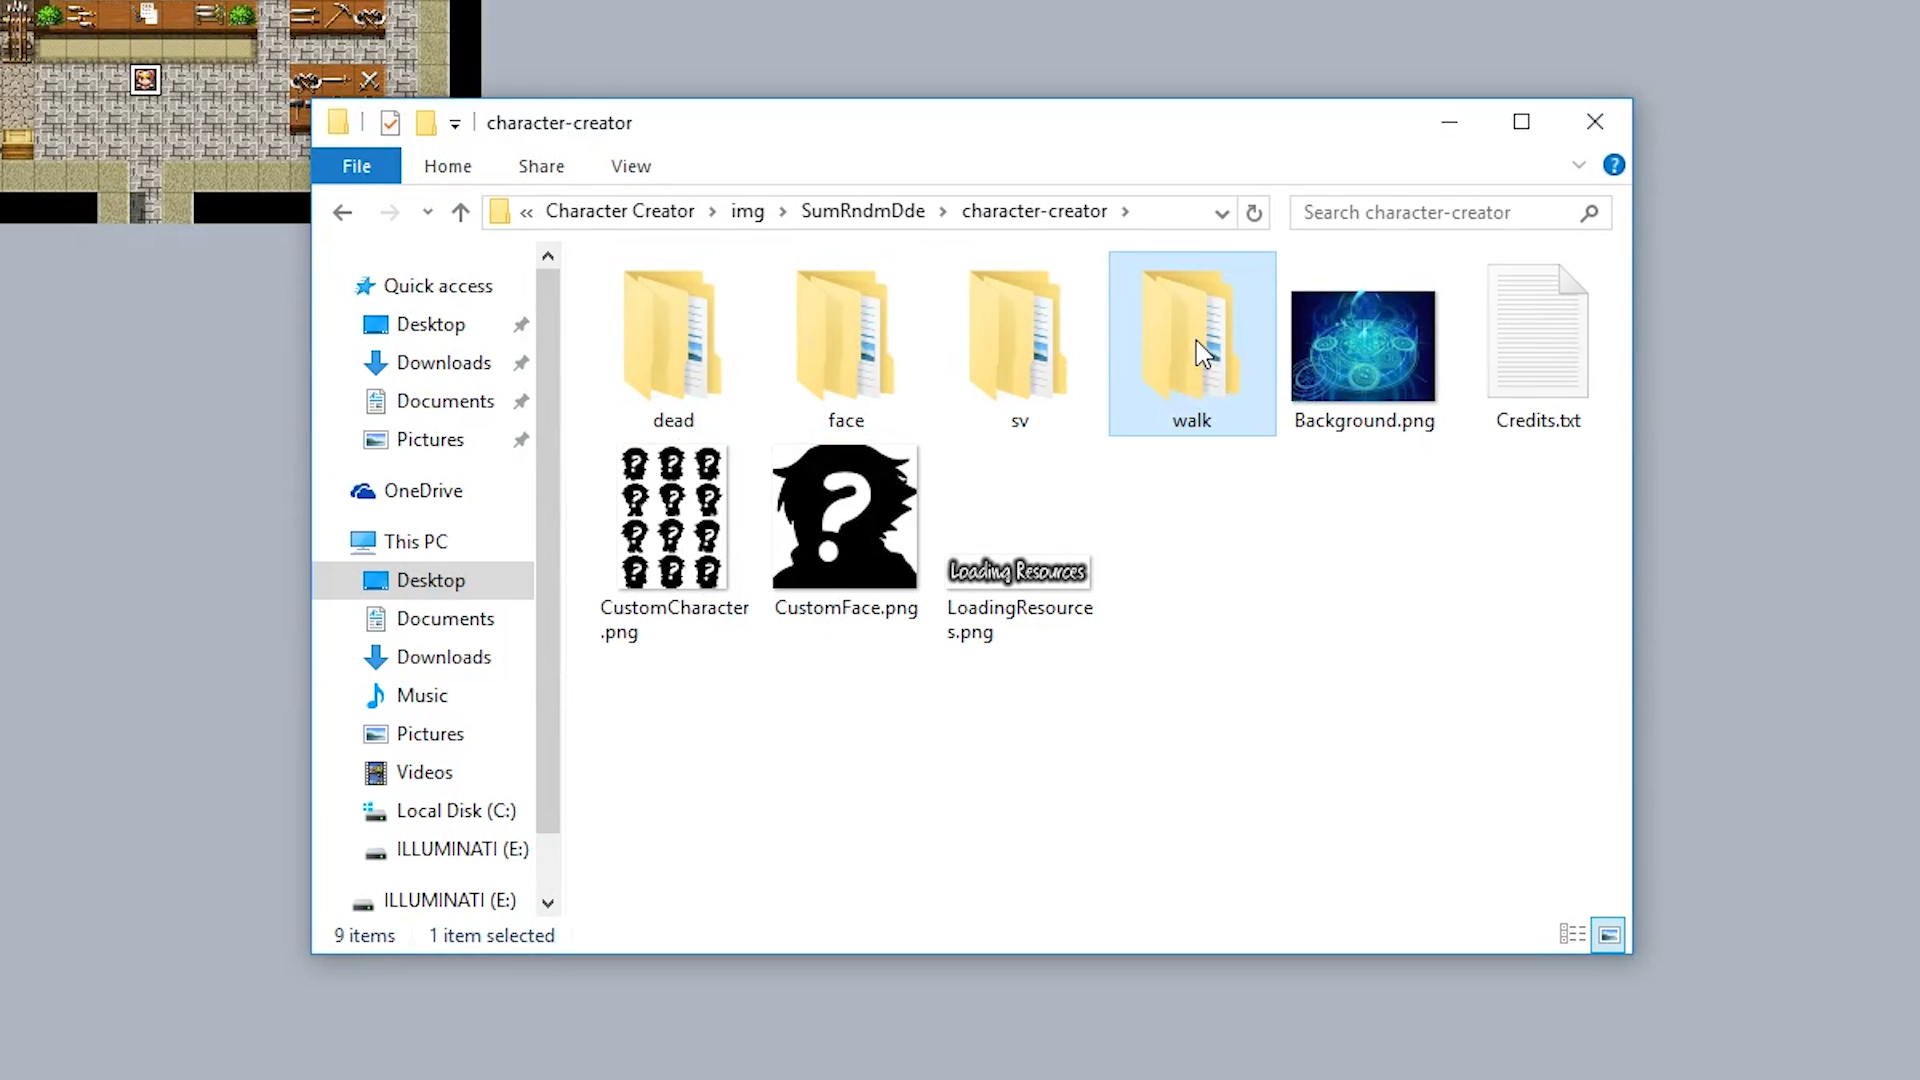 character-creator
File Home Share View
« Character Creator > img > SumRndmDde > character-creator >
Search character-creator
Quick access
Desktop
Downloads
Documents
Pictures
OneDrive
This PC
Desktop
Documents
Downloads
Music
Pictures
Videos
Local Disk (C:)
ILLUMINATI (E:)
ILLUMINATI (E:)
dead
face
sv
walk
Background.png
Credits.txt
CustomCharacter
.png
CustomFace.png
Loading Resources
LoadingResource
s.png
9 items 1 item selected